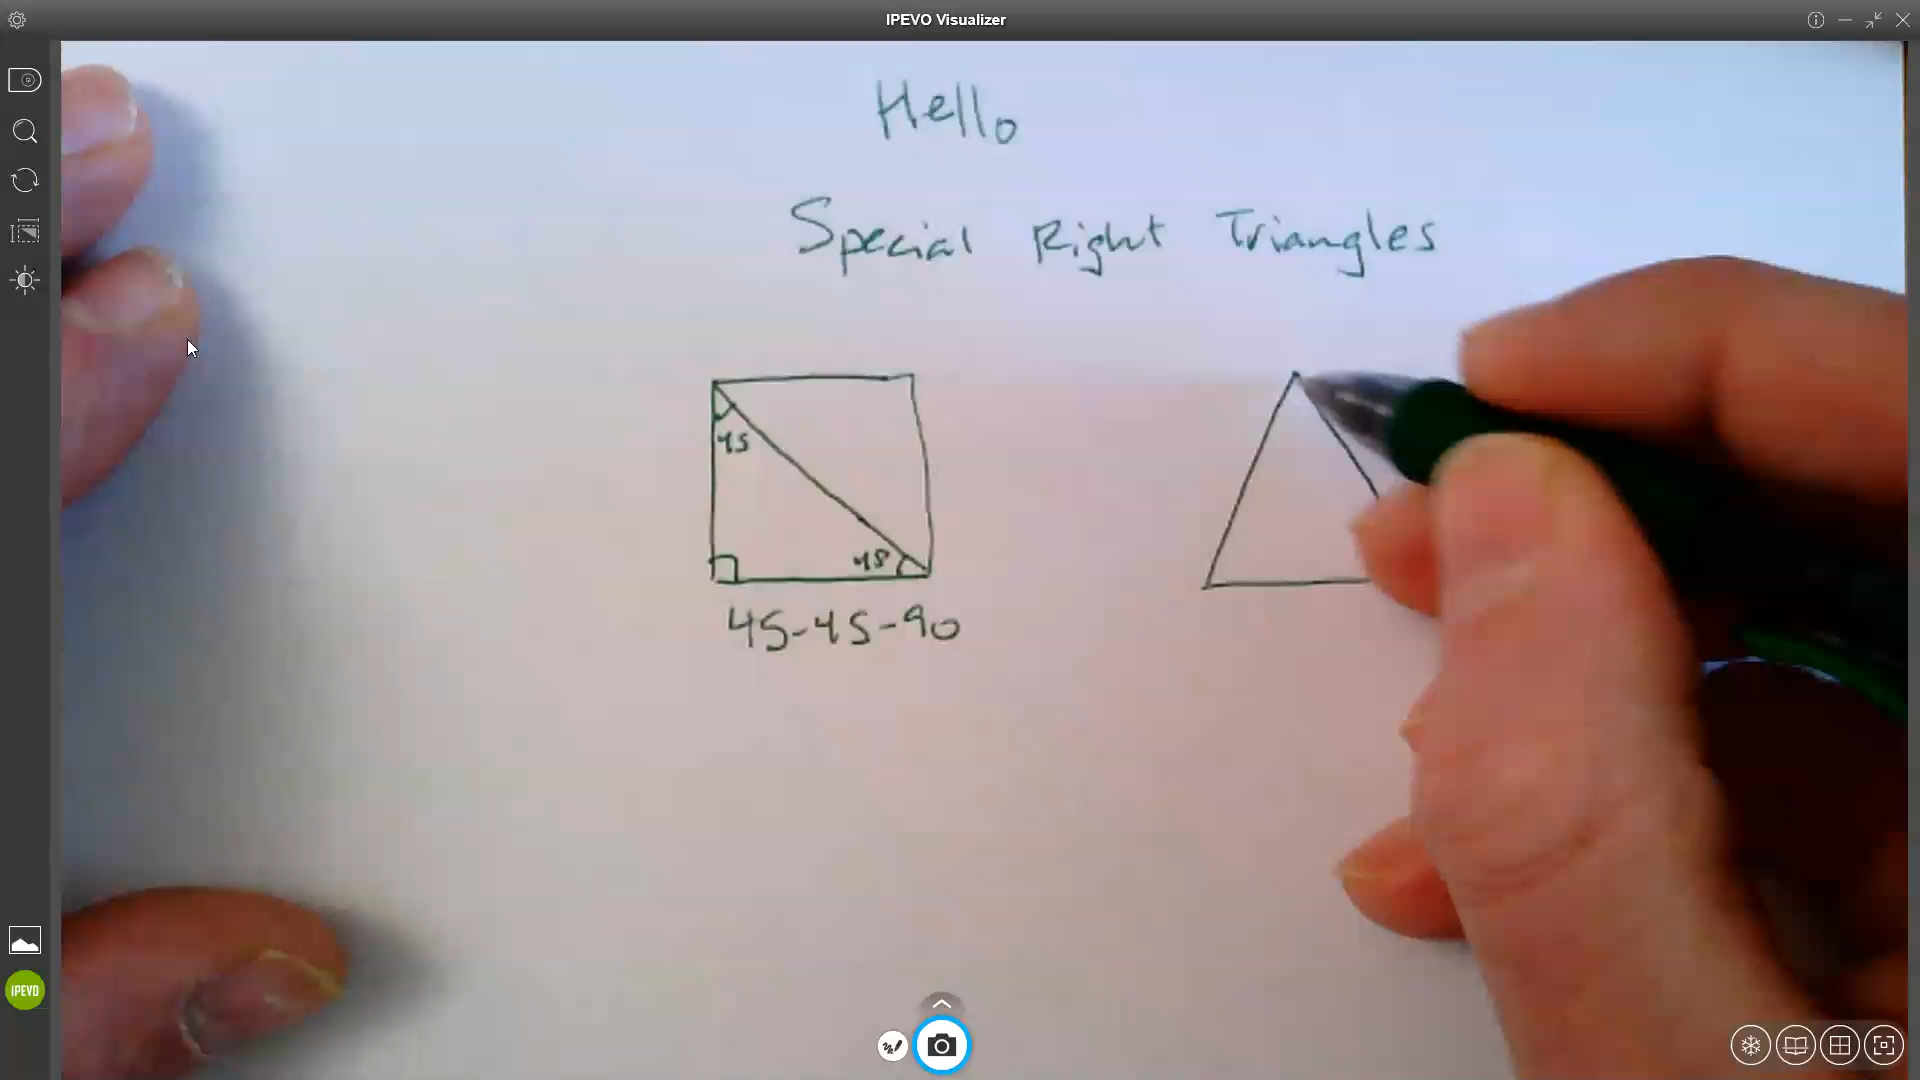 IPEVO Visualizer
Hello
Special Right Triangles
45
45
45-45-90
IPEVO